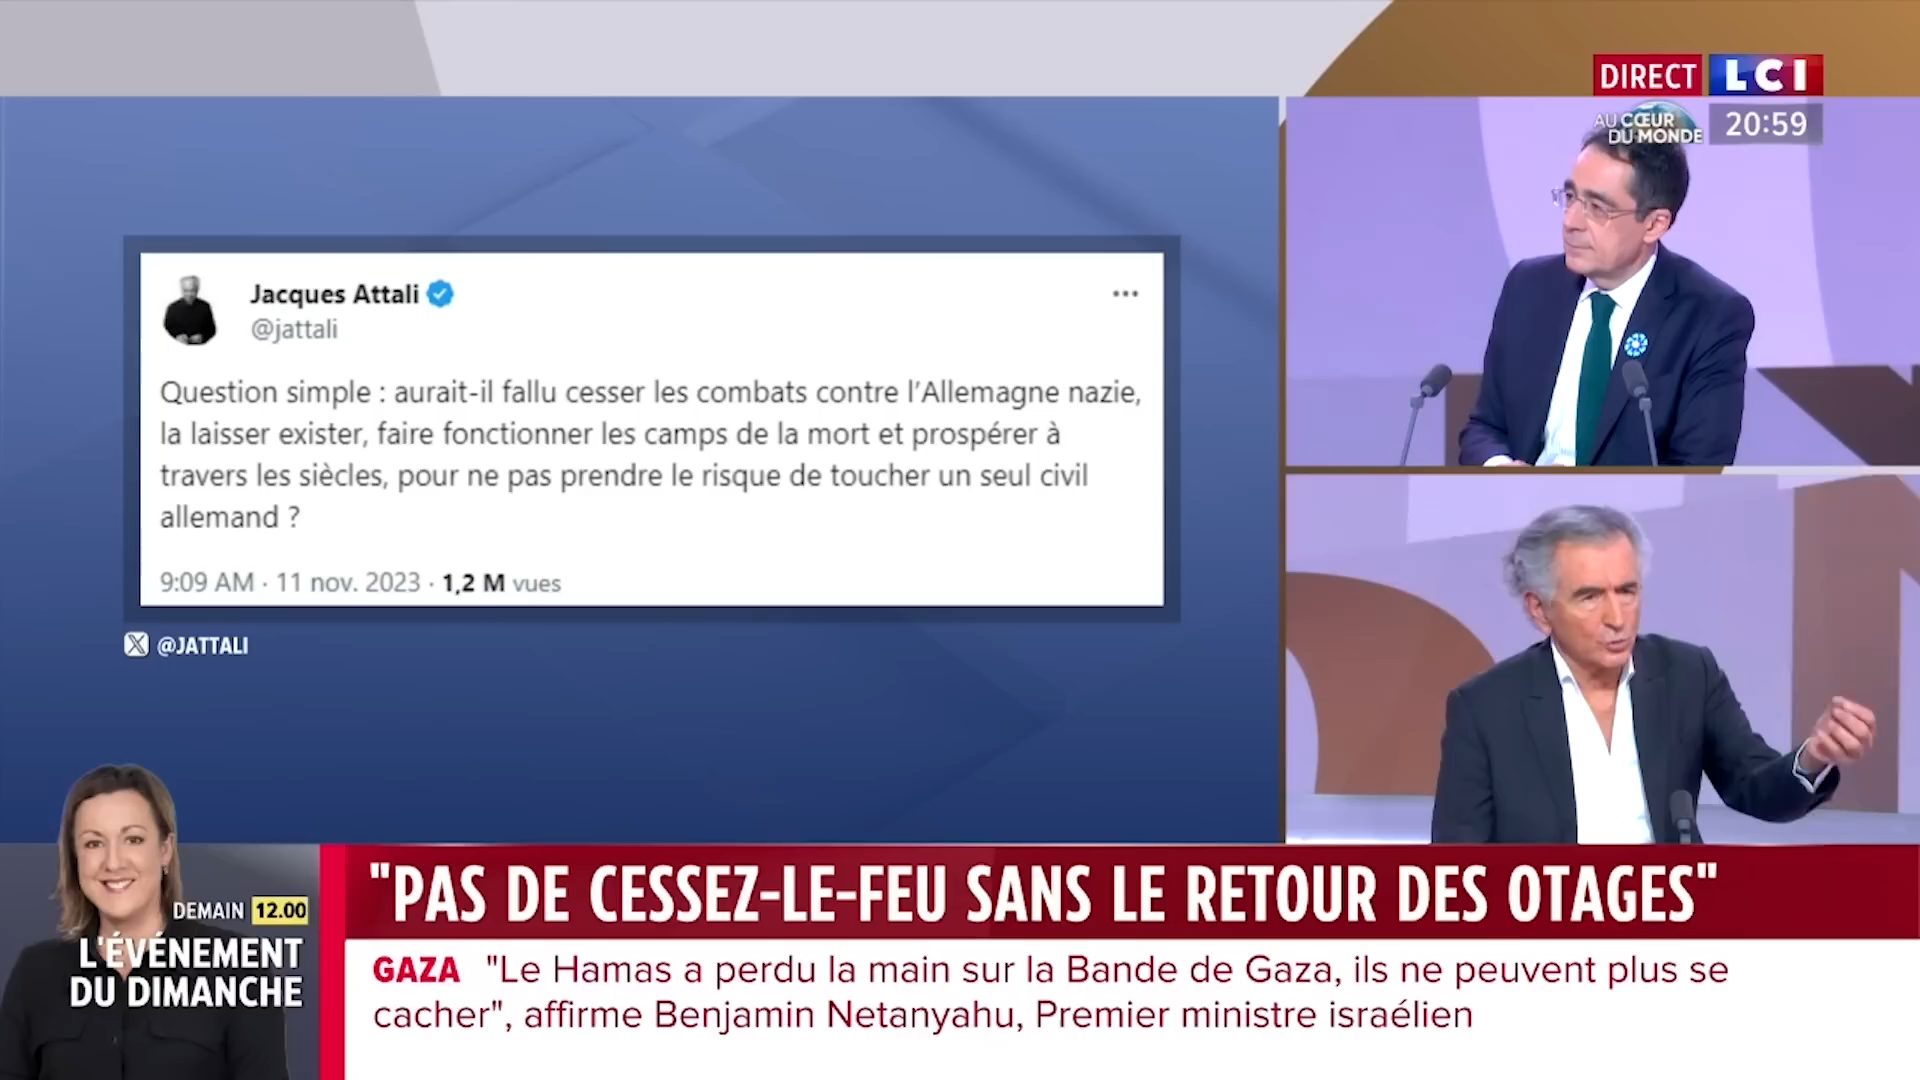 DIRECT LCI
AU CŒUR
DU MONDE
20:59
Jacques Attali
@jattali
Question simple : aurait-il fallu cesser les combats contre l'Allemagne nazie,
la laisser exister, faire fonctionner les camps de la mort et prospérer à
travers les siècles, pour ne pas prendre le risque de toucher un seul civil
allemand ?
9:09 AM · 11 nov. 2023 · 1,2 M vues
X @JATTALI
DEMAIN 12.00
L'ÉVÉNEMENT
DU DIMANCHE
"PAS DE CESSEZ-LE-FEU SANS LE RETOUR DES OTAGES"
GAZA "Le Hamas a perdu la main sur la Bande de Gaza, ils ne peuvent plus se
cacher", affirme Benjamin Netanyahu, Premier ministre israélien